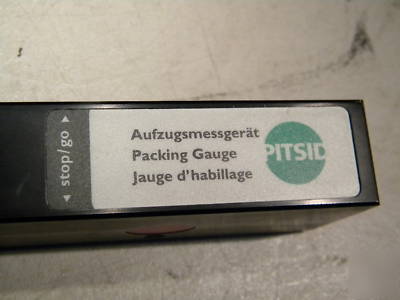 ◄ stop/go ►
Aufzugsmessgerät
Packing Gauge
Jauge d'habillage
PITSID